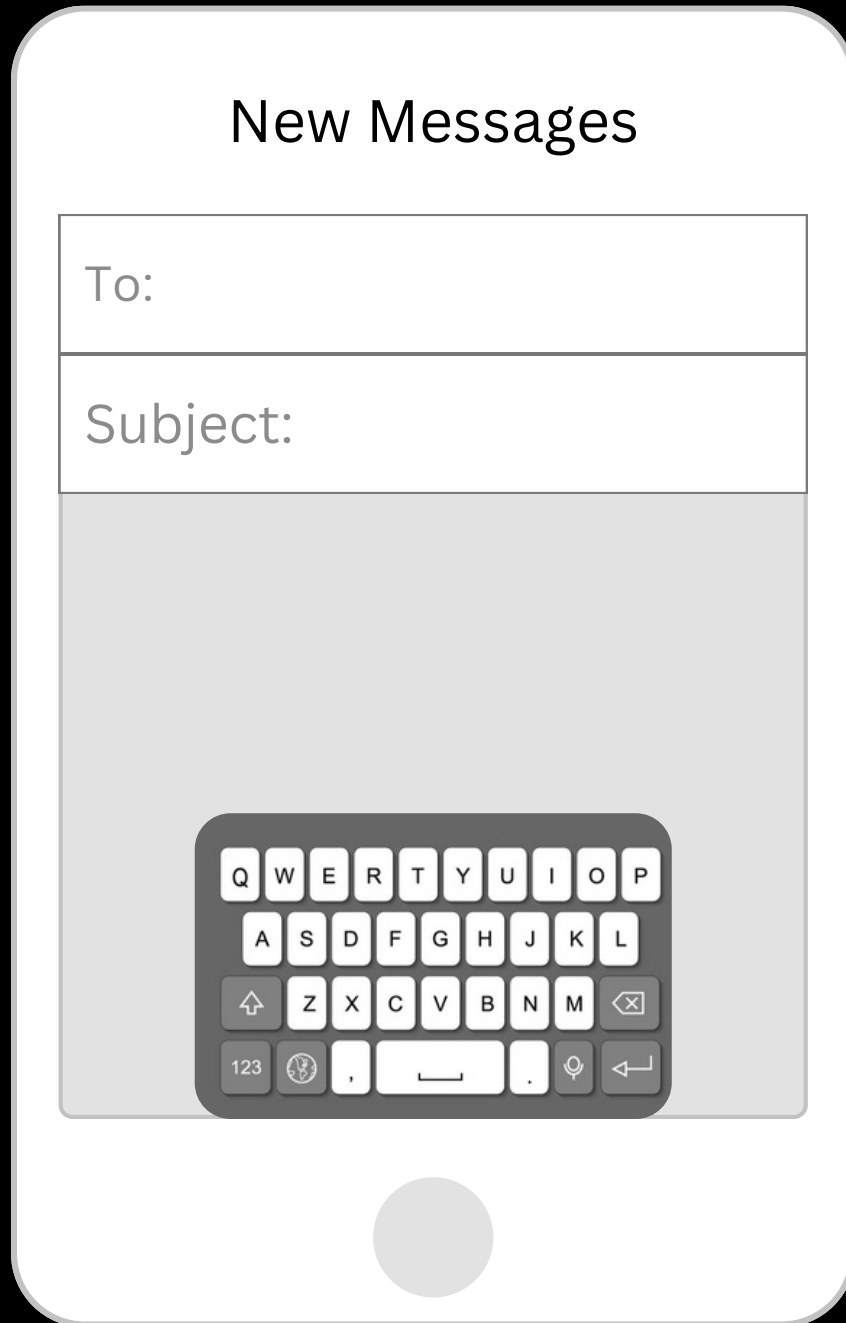 New Messages
To:
Subject:
Q W E R T Y U I O P
A S D F G H J K L
Z X C V B N M
123 , .